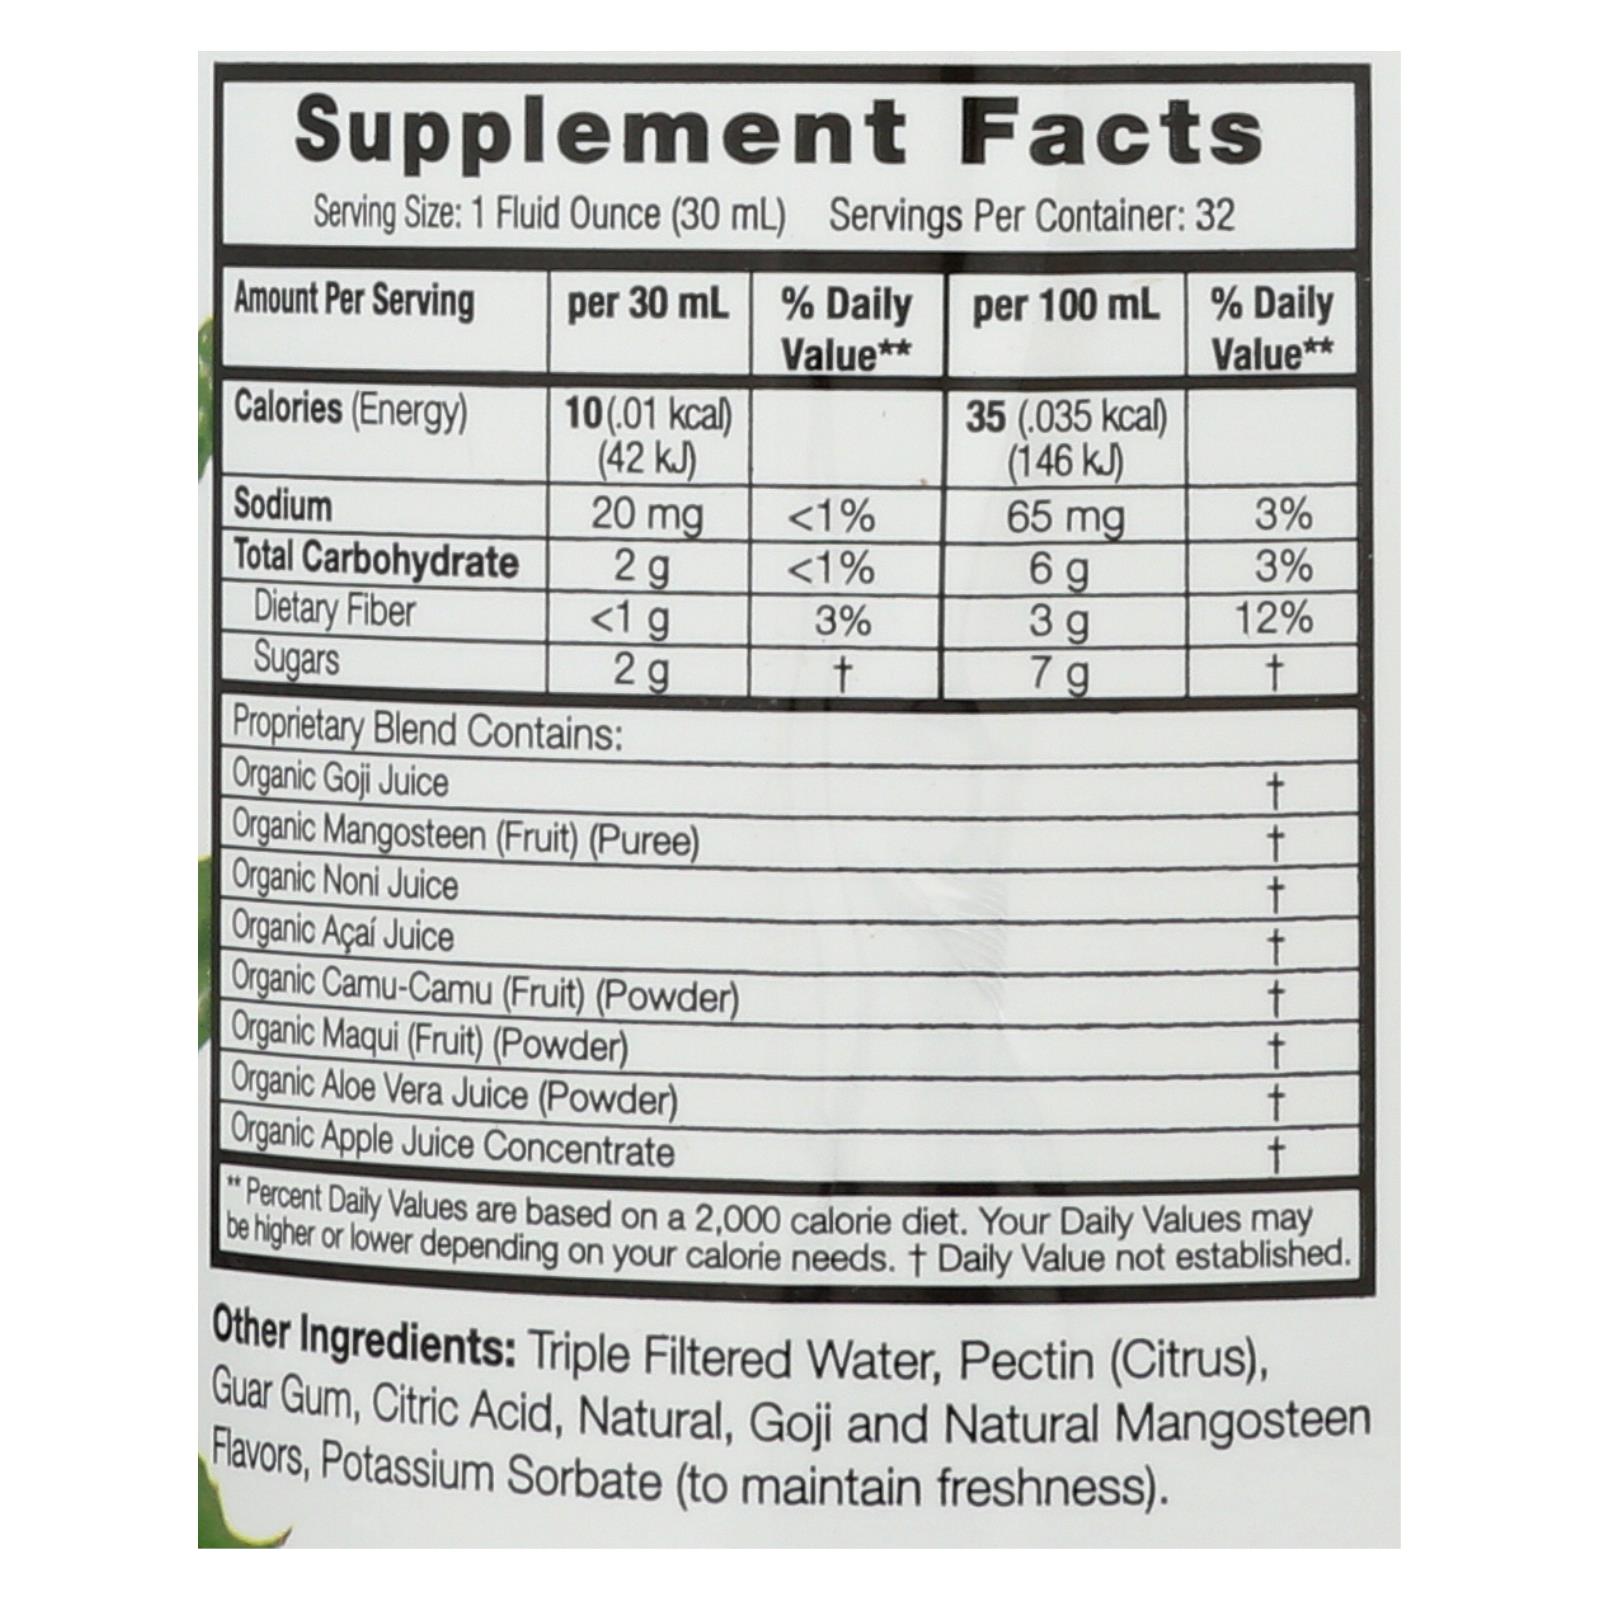 Supplement Facts
Serving Size: 1 Fluid Ounce (30 mL) Servings Per Container: 32
Amount Per Serving per 30 mL % Daily Value** per 100 mL % Daily Value**
Calories (Energy) 10(.01 kcal) (42 kJ) 35 (.035 kcal) (146 kJ)
Sodium 20 mg <1% 65 mg 3%
Total Carbohydrate 2 g <1% 6 g 3%
Dietary Fiber <1 g 3% 3 g 12%
Sugars 2 g † 7 g †
Proprietary Blend Contains:
Organic Goji Juice †
Organic Mangosteen (Fruit) (Puree) †
Organic Noni Juice †
Organic Açaí Juice †
Organic Camu-Camu (Fruit) (Powder) †
Organic Maqui (Fruit) (Powder) †
Organic Aloe Vera Juice (Powder) †
Organic Apple Juice Concentrate †
** Percent Daily Values are based on a 2,000 calorie diet. Your Daily Values may
be higher or lower depending on your calorie needs. † Daily Value not established.
Other Ingredients: Triple Filtered Water, Pectin (Citrus),
Guar Gum, Citric Acid, Natural, Goji and Natural Mangosteen
Flavors, Potassium Sorbate (to maintain freshness).